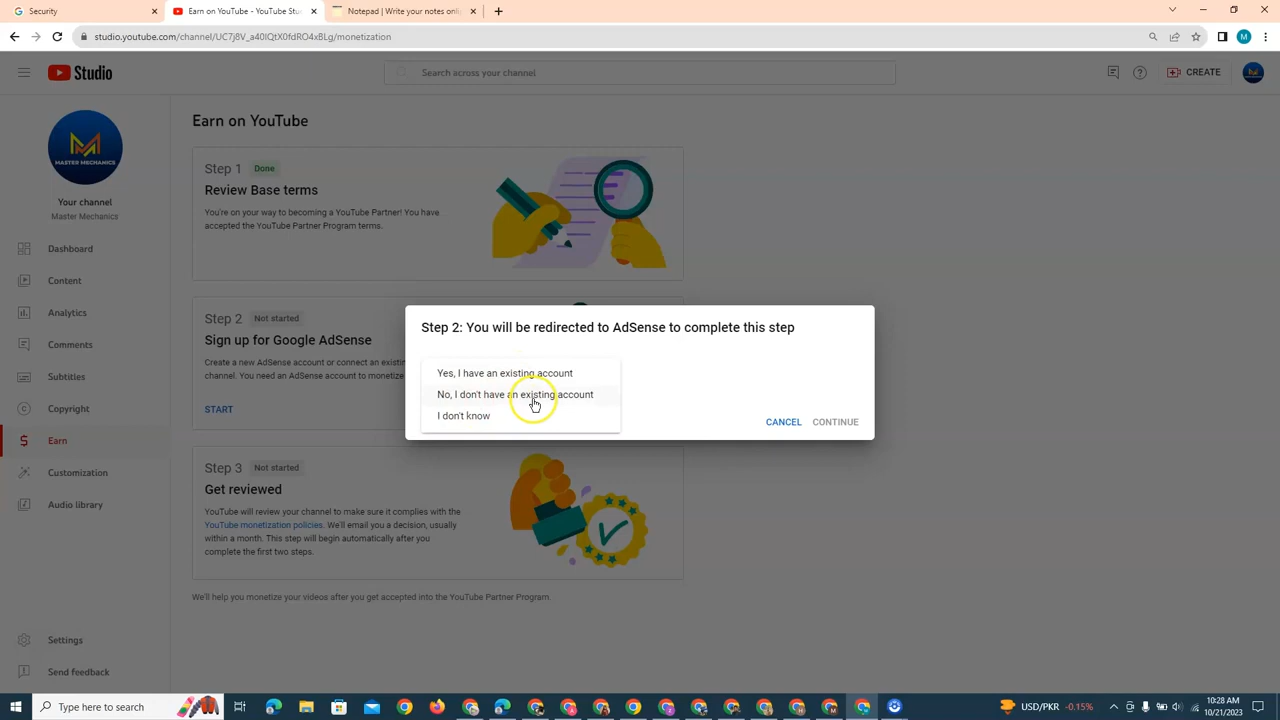 Security
Earn on YouTube - YouTube Stu
Notepad | Write your notes onli
studio.youtube.com/channel/
/monetization
Studio
Search across your channel
CREATE
M
MASTER MECHANICS
Your channel
Master Mechanics
Dashboard
Content
Analytics
Comments
Subtitles
Copyright
Earn
Customization
Audio library
Settings
Send feedback
Earn on YouTube
Step 1 Done
Review Base terms
You're on your way to becoming a YouTube Partner! You have
accepted the YouTube Partner Program terms.
Step 2 Not started
Sign up for Google AdSense
Create a new AdSense account or connect an existing
channel. You need an AdSense account to monetize
START
Step 3 Not started
Get reviewed
YouTube will review your channel to make sure it complies with the
YouTube monetization policies. We'll email you a decision, usually
within a month. This step will begin automatically after you
complete the first two steps.
We'll help you monetize your videos after you get accepted into the YouTube Partner Program.
Step 2: You will be redirected to AdSense to complete this step
Yes, I have an existing account
No, I don't have an existing account
I don't know
CANCEL CONTINUE
Type here to search
USD/PKR -0.15%
10:28 AM
10/21/2023